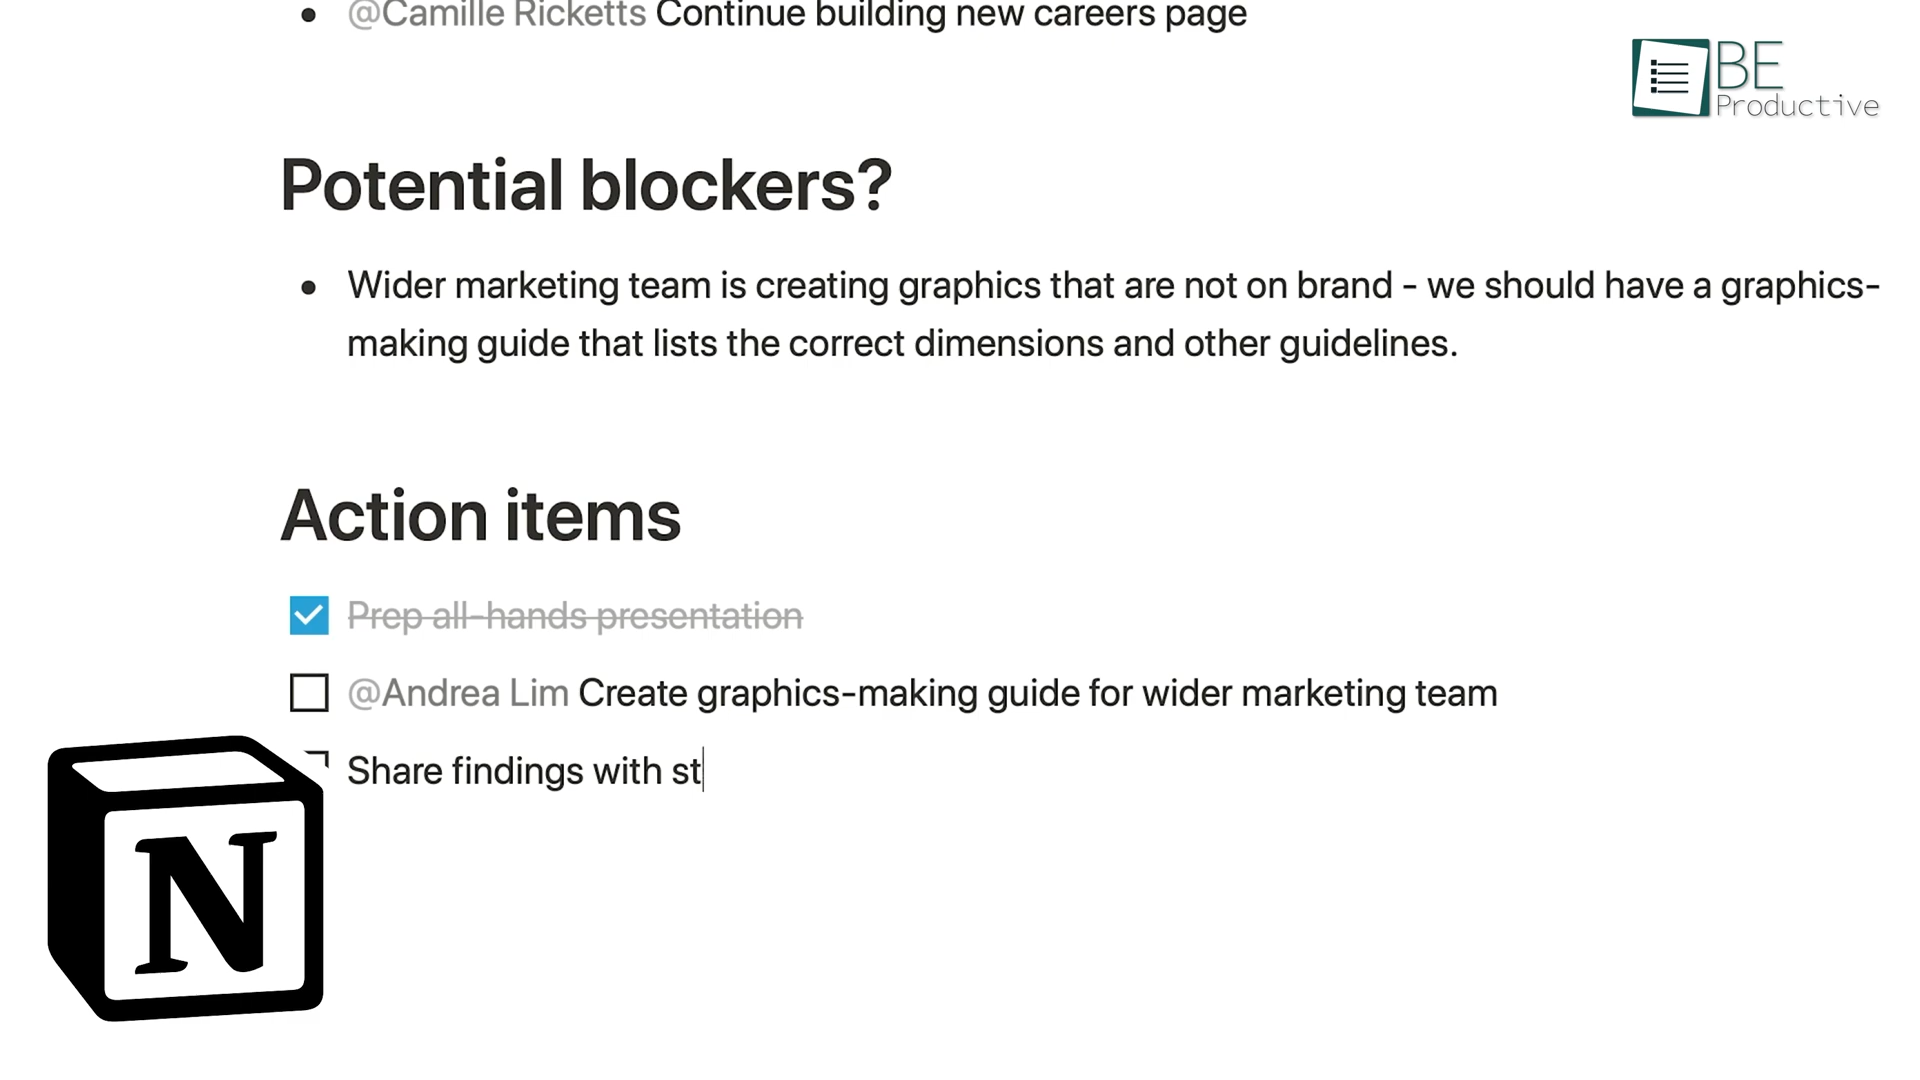 @Camille Ricketts Continue building new careers page
BE
Productive
Potential blockers?
Wider marketing team is creating graphics that are not on brand - we should have a graphics-
making guide that lists the correct dimensions and other guidelines.
Action items
Prep all-hands presentation
@Andrea Lim Create graphics-making guide for wider marketing team
Share findings with st
N